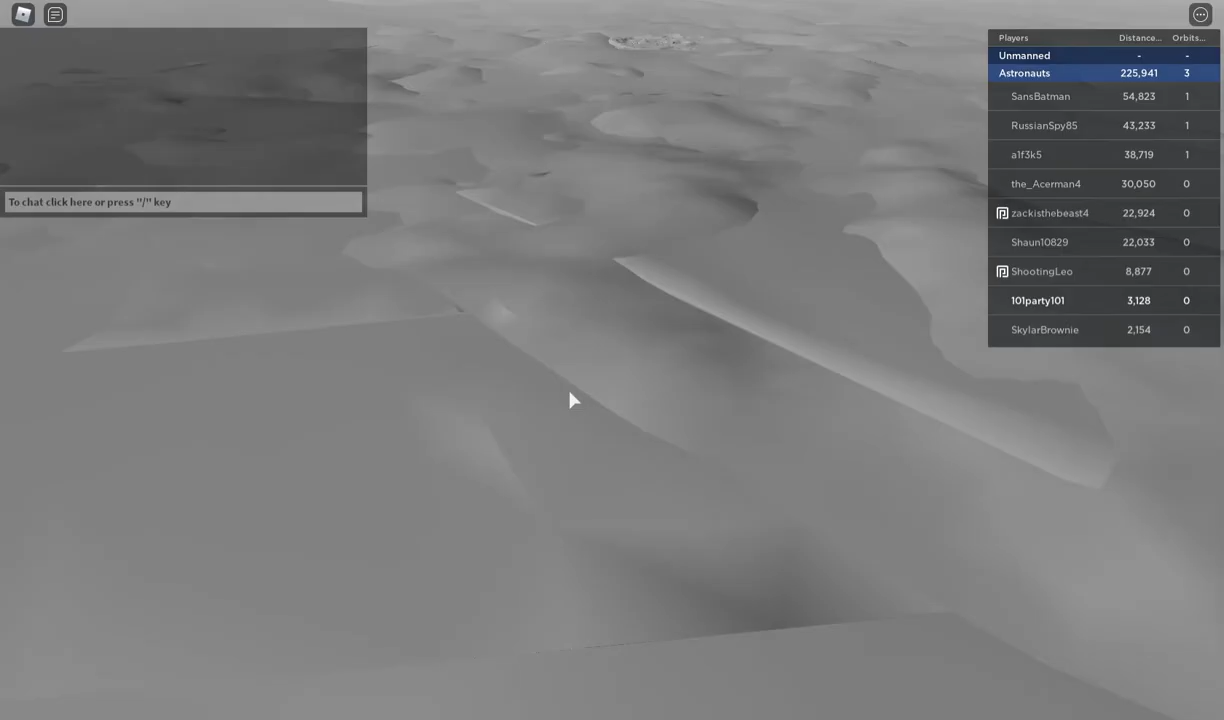 To chat click here or press "/" key
Players Distance... Orbits...
Unmanned - -
Astronauts 225,941 3
SansBatman 54,823 1
RussianSpy85 43,233 1
a1f3k5 38,719 1
the_Acerman4 30,050 0
zackisthebeast4 22,924 0
Shaun10829 22,033 0
ShootingLeo 8,877 0
101party101 3,128 0
SkylarBrownie 2,154 0